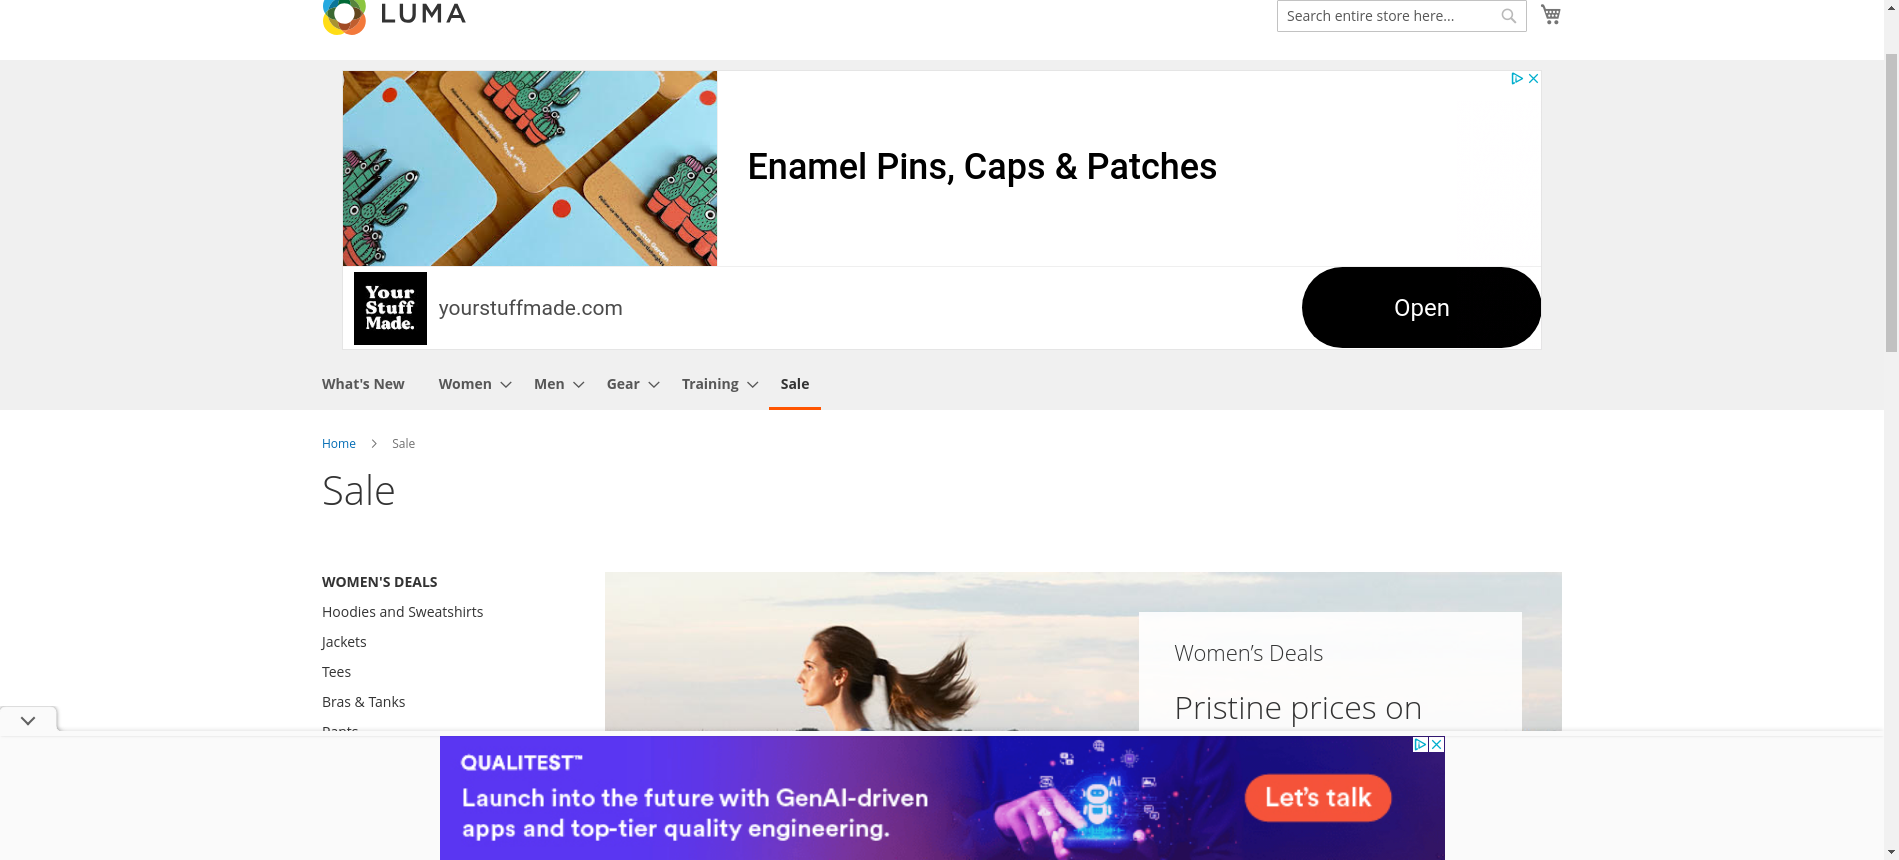 LUMA
Search entire store here...
Enamel Pins, Caps & Patches
Your
Stuff
Made.
yourstuffmade.com
Open
What's New
Women
Men
Gear
Training
Sale
Home
Sale
Sale
WOMEN'S DEALS
Hoodies and Sweatshirts
Jackets
Tees
Bras & Tanks
Pants
Women's Deals
Pristine prices on
QUALITEST™
Launch into the future with GenAI-driven
apps and top-tier quality engineering.
Ai
Let's talk